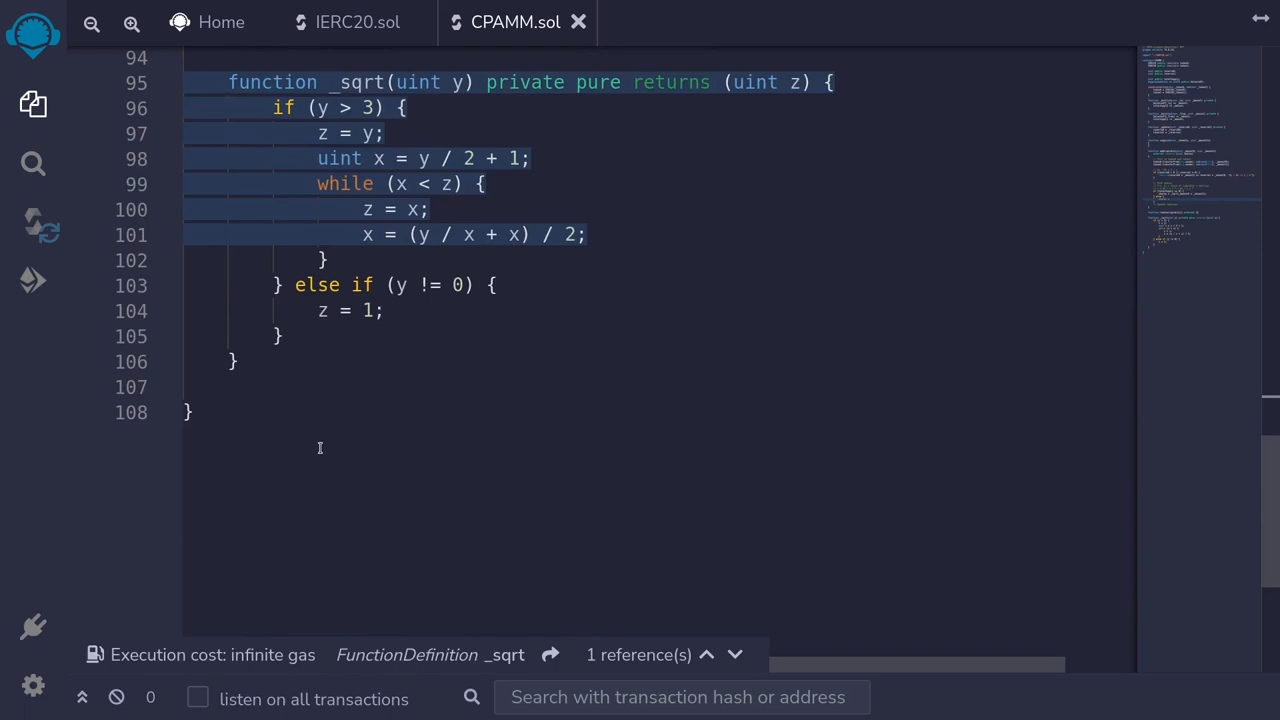 Home
IERC20.sol
CPAMM.sol
94
95 function _sqrt(uint y) private pure returns (uint z) {
96 if (y > 3) {
97 z = y;
98 uint x = y / 2 + 1;
99 while (x < z) {
100 z = x;
101 x = (y / x + x) / 2;
102 }
103 } else if (y != 0) {
104 z = 1;
105 }
106 }
107
108 }
Execution cost: infinite gas FunctionDefinition _sqrt 1 reference(s)
0 listen on all transactions Search with transaction hash or address